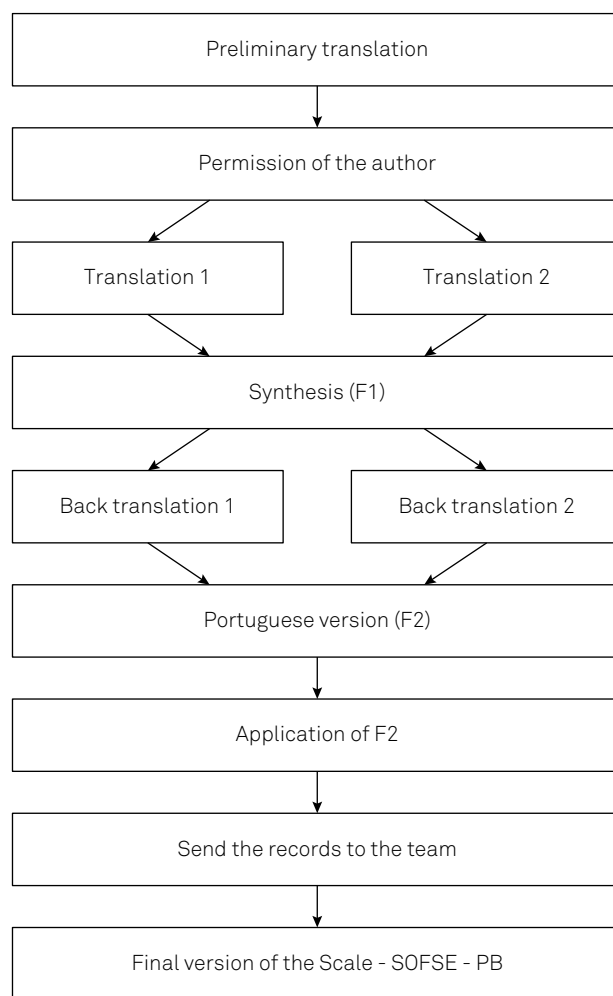 Preliminary translation
Permission of the author
Translation 1
Translation 2
Synthesis (F1)
Back translation 1
Back translation 2
Portuguese version (F2)
Application of F2
Send the records to the team
Final version of the Scale - SOFSE - PB